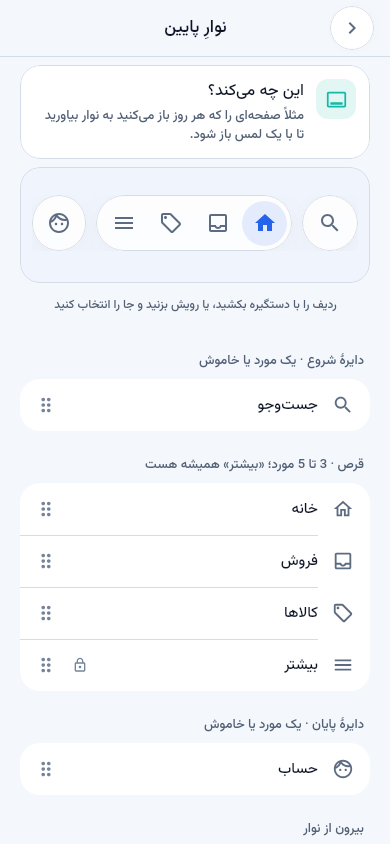 نوارِ پایین
این چه می‌کند؟
مثلاً صفحه‌ای را که هر روز باز می‌کنید به نوار بیاورید
تا با یک لمس باز شود.
ردیف را با دستگیره بکشید، یا رویش بزنید و جا را انتخاب کنید
دایرهٔ شروع · یک مورد یا خاموش
جست‌وجو
قرص · 3 تا 5 مورد؛ «بیشتر» همیشه هست
خانه
فروش
کالاها
بیشتر
دایرهٔ پایان · یک مورد یا خاموش
حساب
بیرون از نوار